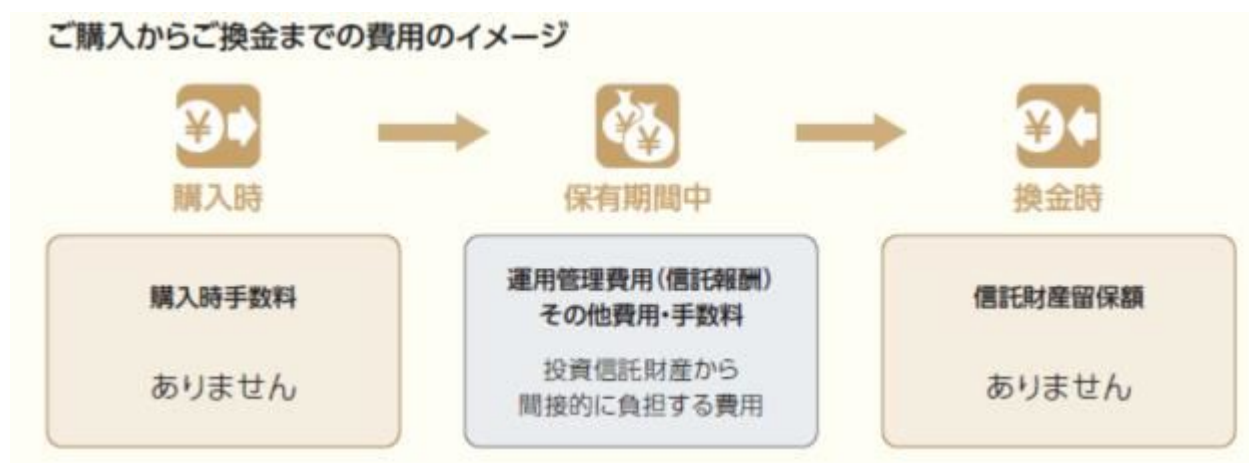 ご購入からご換金までの費用のイメージ
¥
¥¥
¥
購入時
保有期間中
換金時
購入時手数料
ありません
運用管理費用(信託報酬)
その他費用・手数料
投資信託財産から
間接的に負担する費用
信託財産留保額
ありません